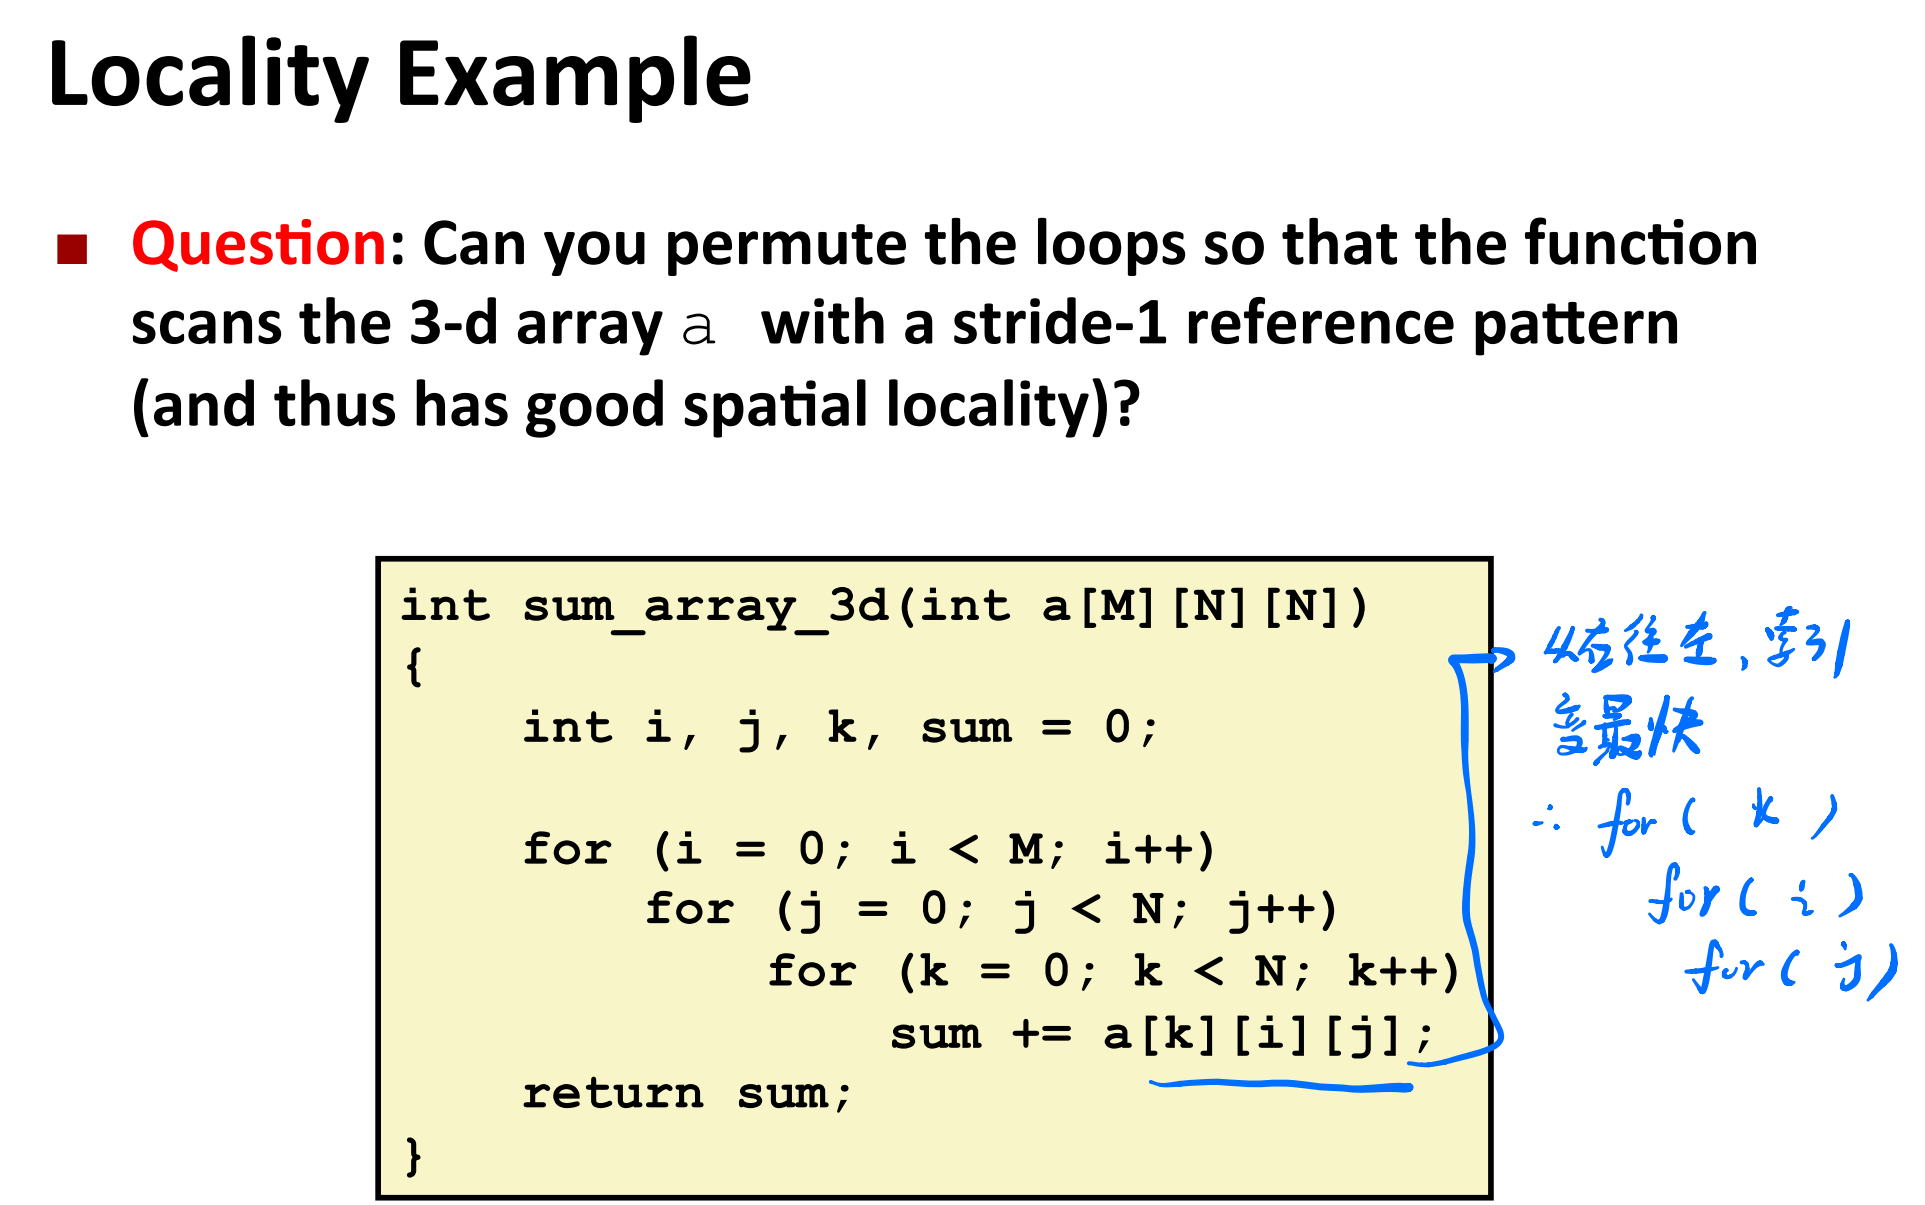 Locality Example
Question: Can you permute the loops so that the function
scans the 3-d array a with a stride-1 reference pattern
(and thus has good spatial locality)?
int sum_array_3d(int a[M][N][N])
{
    int i, j, k, sum = 0;
    for (i = 0; i < M; i++)
        for (j = 0; j < N; j++)
            for (k = 0; k < N; k++)
                sum += a[k][i][j];
    return sum;
}
从右往左，索引
变最快
∴ for( k )
for( i )
for( j )